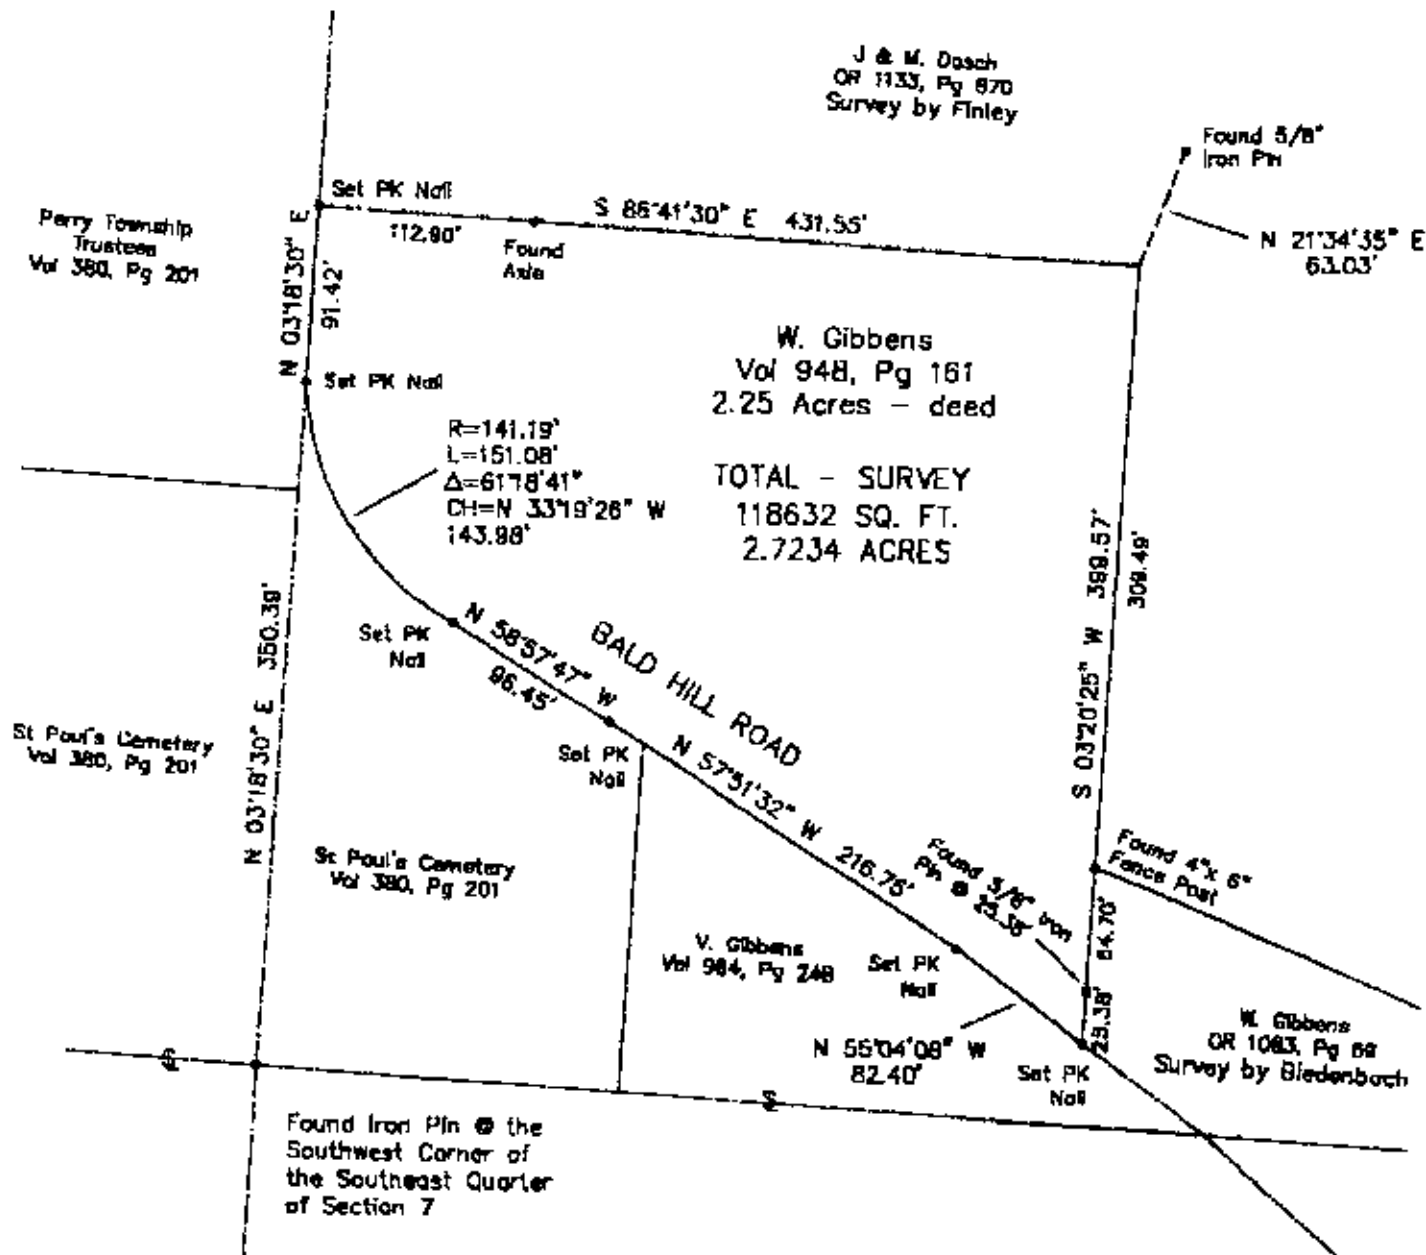 J & M. Dosch
OR 1133, Pg 870
Survey by Finley
Found 5/8"
Iron Pin
N 21°34'35" E
63.03'
Set PK Nail
S 86°41'30" E 431.55'
112.90'
Found
Axle
Perry Township
Trustees
Vol 380, Pg 201
N 03°18'30" E
91.42'
Set PK Nail
W. Gibbens
Vol 948, Pg 161
2.25 Acres - deed
R=141.19'
L=151.08'
Δ=61°18'41"
CH=N 33°19'26" W
143.98'
TOTAL - SURVEY
118632 SQ. FT.
2.7234 ACRES
S 03°20'25" W 399.57'
309.49'
N 03°18'30" E 350.39'
Set PK
Nail
N 58°57'47" W
96.45'
BALD HILL ROAD
St Paul's Cemetery
Vol 380, Pg 201
Set PK
Nail
N 57°51'32" W 216.75'
Found 5/8" Iron
Pin @ 25.38'
Found 4"x 6"
Fence Post
St Paul's Cemetery
Vol 380, Pg 201
64.70'
V. Gibbens
Vol 984, Pg 248
Set PK
Nail
25.38'
W. Gibbens
OR 1083, Pg 69
Survey by Biedenbach
N 55°04'08" W
82.40'
Set PK
Nail
Found Iron Pin @ the
Southwest Corner of
the Southeast Quarter
of Section 7